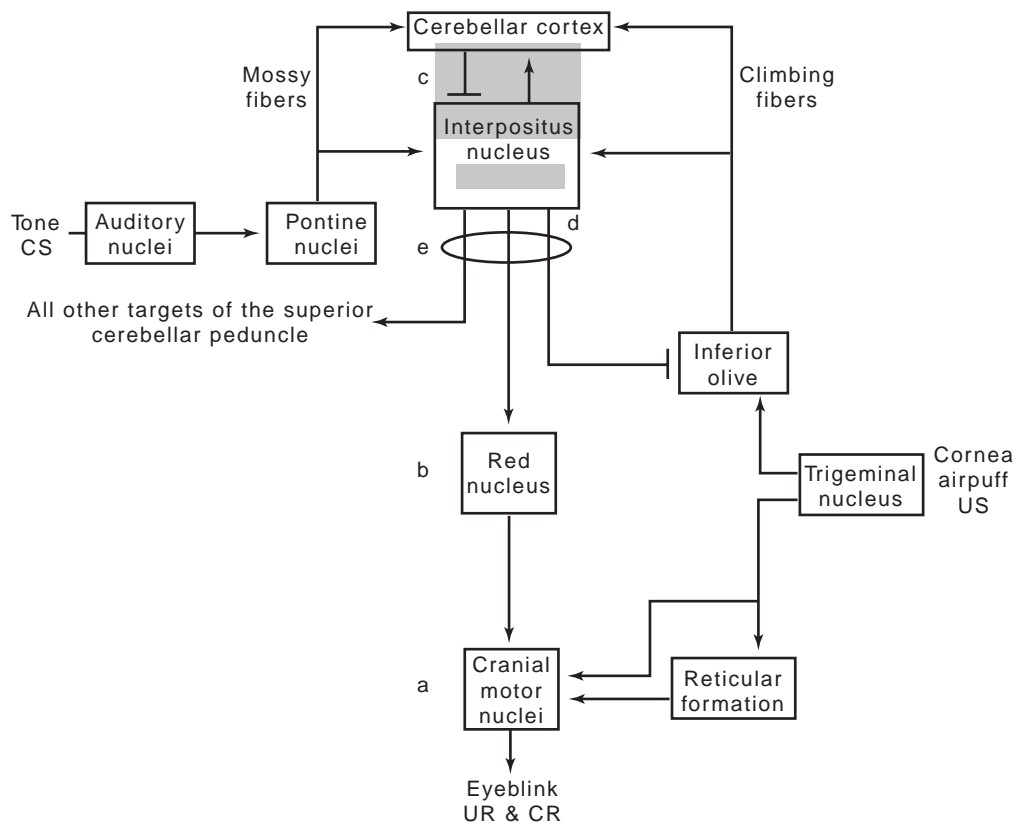 Cerebellar cortex
Mossy
fibers
c
Climbing
fibers
Interpositus
nucleus
Tone
CS
Auditory
nuclei
Pontine
nuclei
d
e
All other targets of the superior
cerebellar peduncle
Inferior
olive
b
Red
nucleus
Trigeminal
nucleus
Cornea
airpuff
US
a
Cranial
motor
nuclei
Reticular
formation
Eyeblink
UR & CR